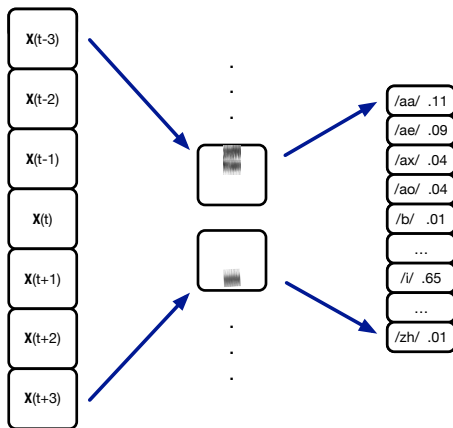 X(t-3)
X(t-2)
X(t-1)
X(t)
X(t+1)
X(t+2)
X(t+3)
.
.
.
.
.
.
/aa/ .11
/ae/ .09
/ax/ .04
/ao/ .04
/b/ .01
...
/i/ .65
...
/zh/ .01